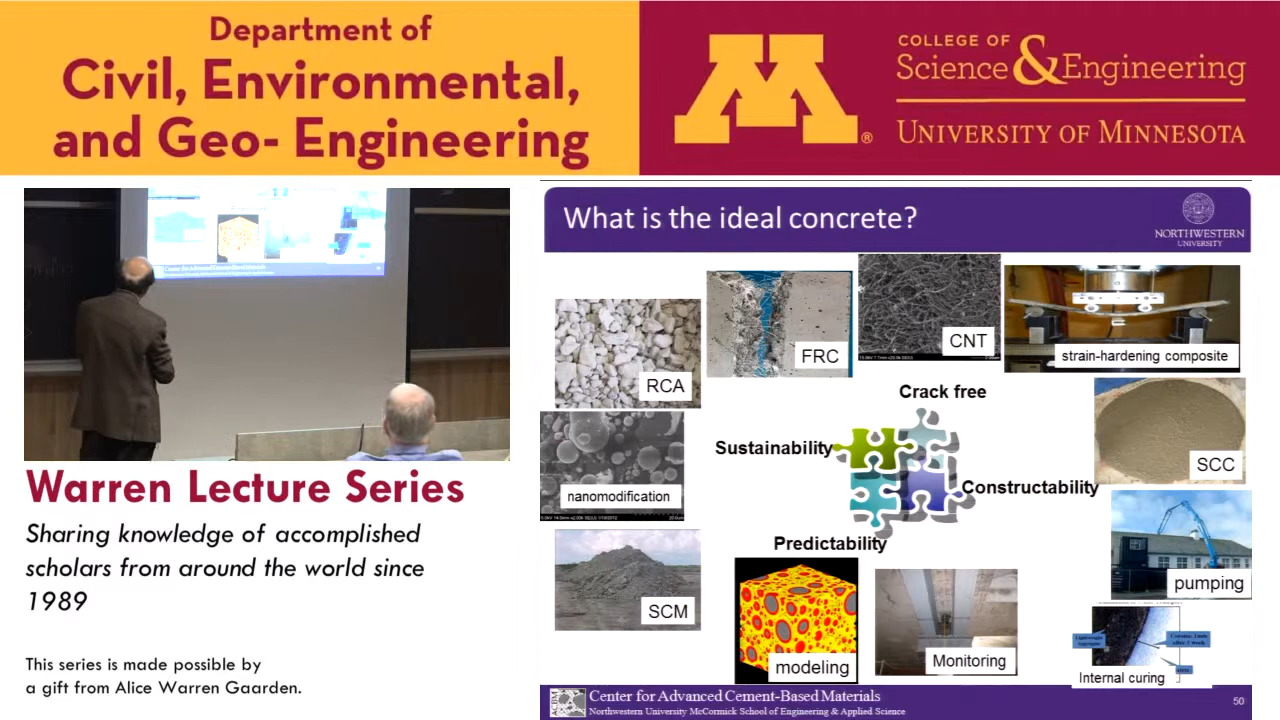 Department of
Civil, Environmental,
and Geo- Engineering
COLLEGE OF
Science & Engineering
UNIVERSITY OF MINNESOTA
®
Warren Lecture Series
Sharing knowledge of accomplished
scholars from around the world since
1989
This series is made possible by
a gift from Alice Warren Gaarden.
What is the ideal concrete?
NORTHWESTERN
UNIVERSITY
RCA
FRC
CNT
strain-hardening composite
Crack free
Sustainability
SCC
nanomodification
Constructability
Predictability
pumping
SCM
modeling
Monitoring
Internal curing
Center for Advanced Cement-Based Materials
Northwestern University McCormick School of Engineering & Applied Science
50